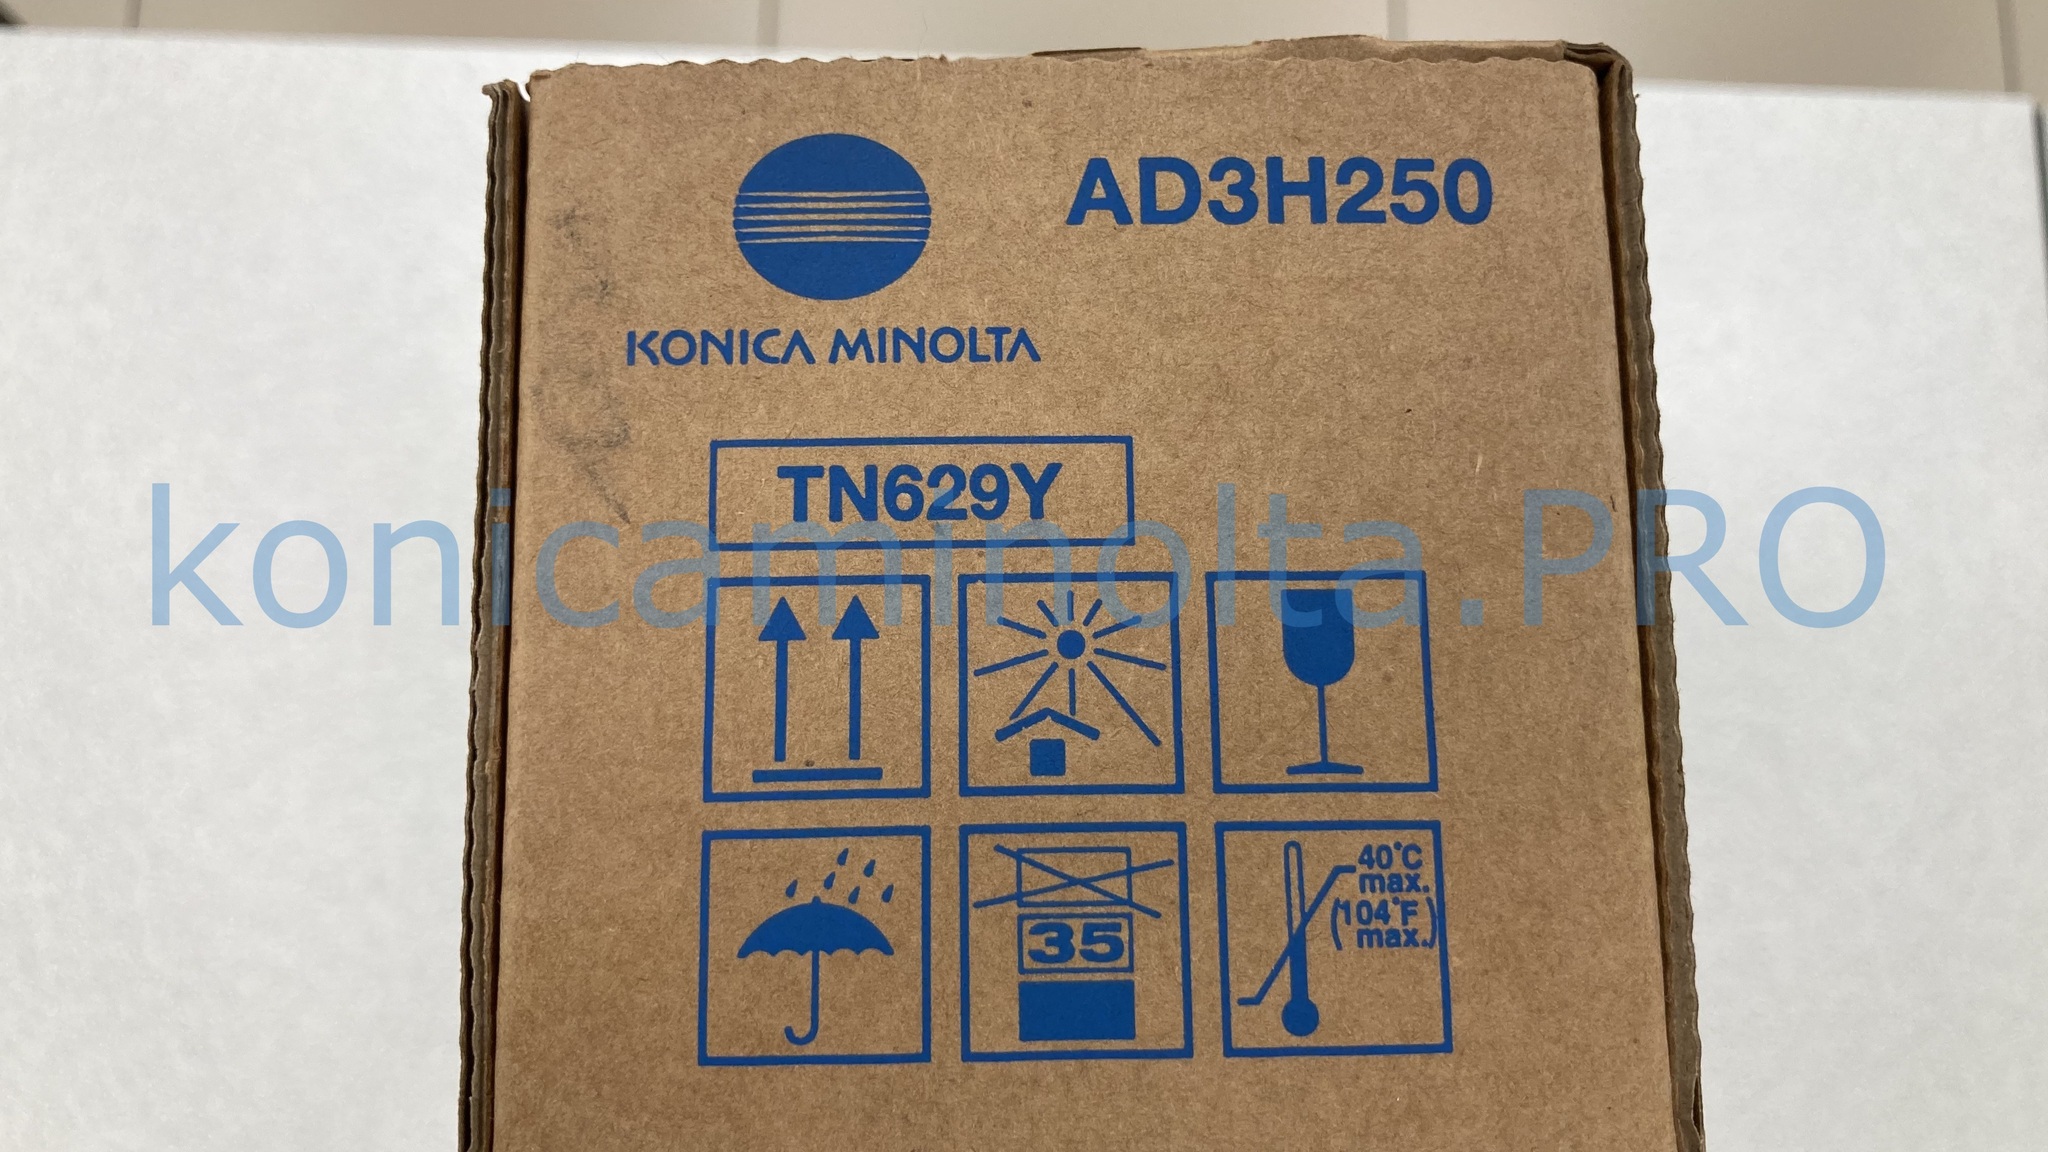 AD3H250
KONICA MINOLTA
TN629Y
konicaminolta.PRO
35
40°C
max.
(104°F
max.)